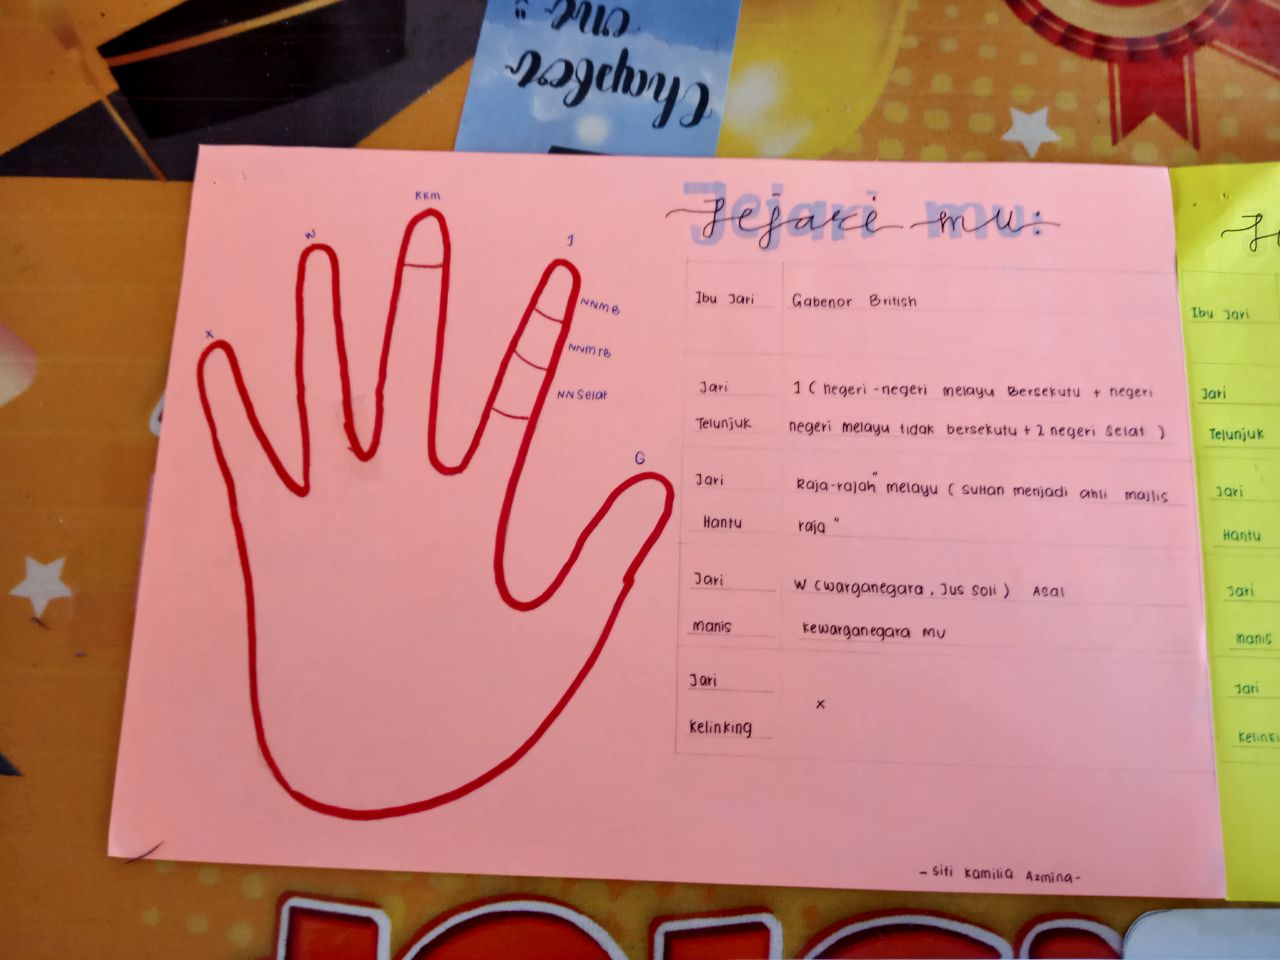 Chapter
one
:)
KRM
W
1
X
NNMB
NNMTB
NN Selat
G
Jejari mu:
Ibu Jari
Gabenor British
Jari
Telunjuk
1 ( negeri - negeri melayu Bersekutu + negeri
negeri melayu tidak bersekutu + 2 negeri Selat )
Jari
Hantu
Raja-rajah" melayu ( sultan menjadi ahli majlis
raja "
Jari
manis
W (warganegara, Jus Soli ) Asal
kewarganegara mu
Jari
kelinking
x
- Siti Kamilia Azmina -
Ibu Jari
Jari
Telunjuk
Jari
Hantu
Jari
manis
Jari